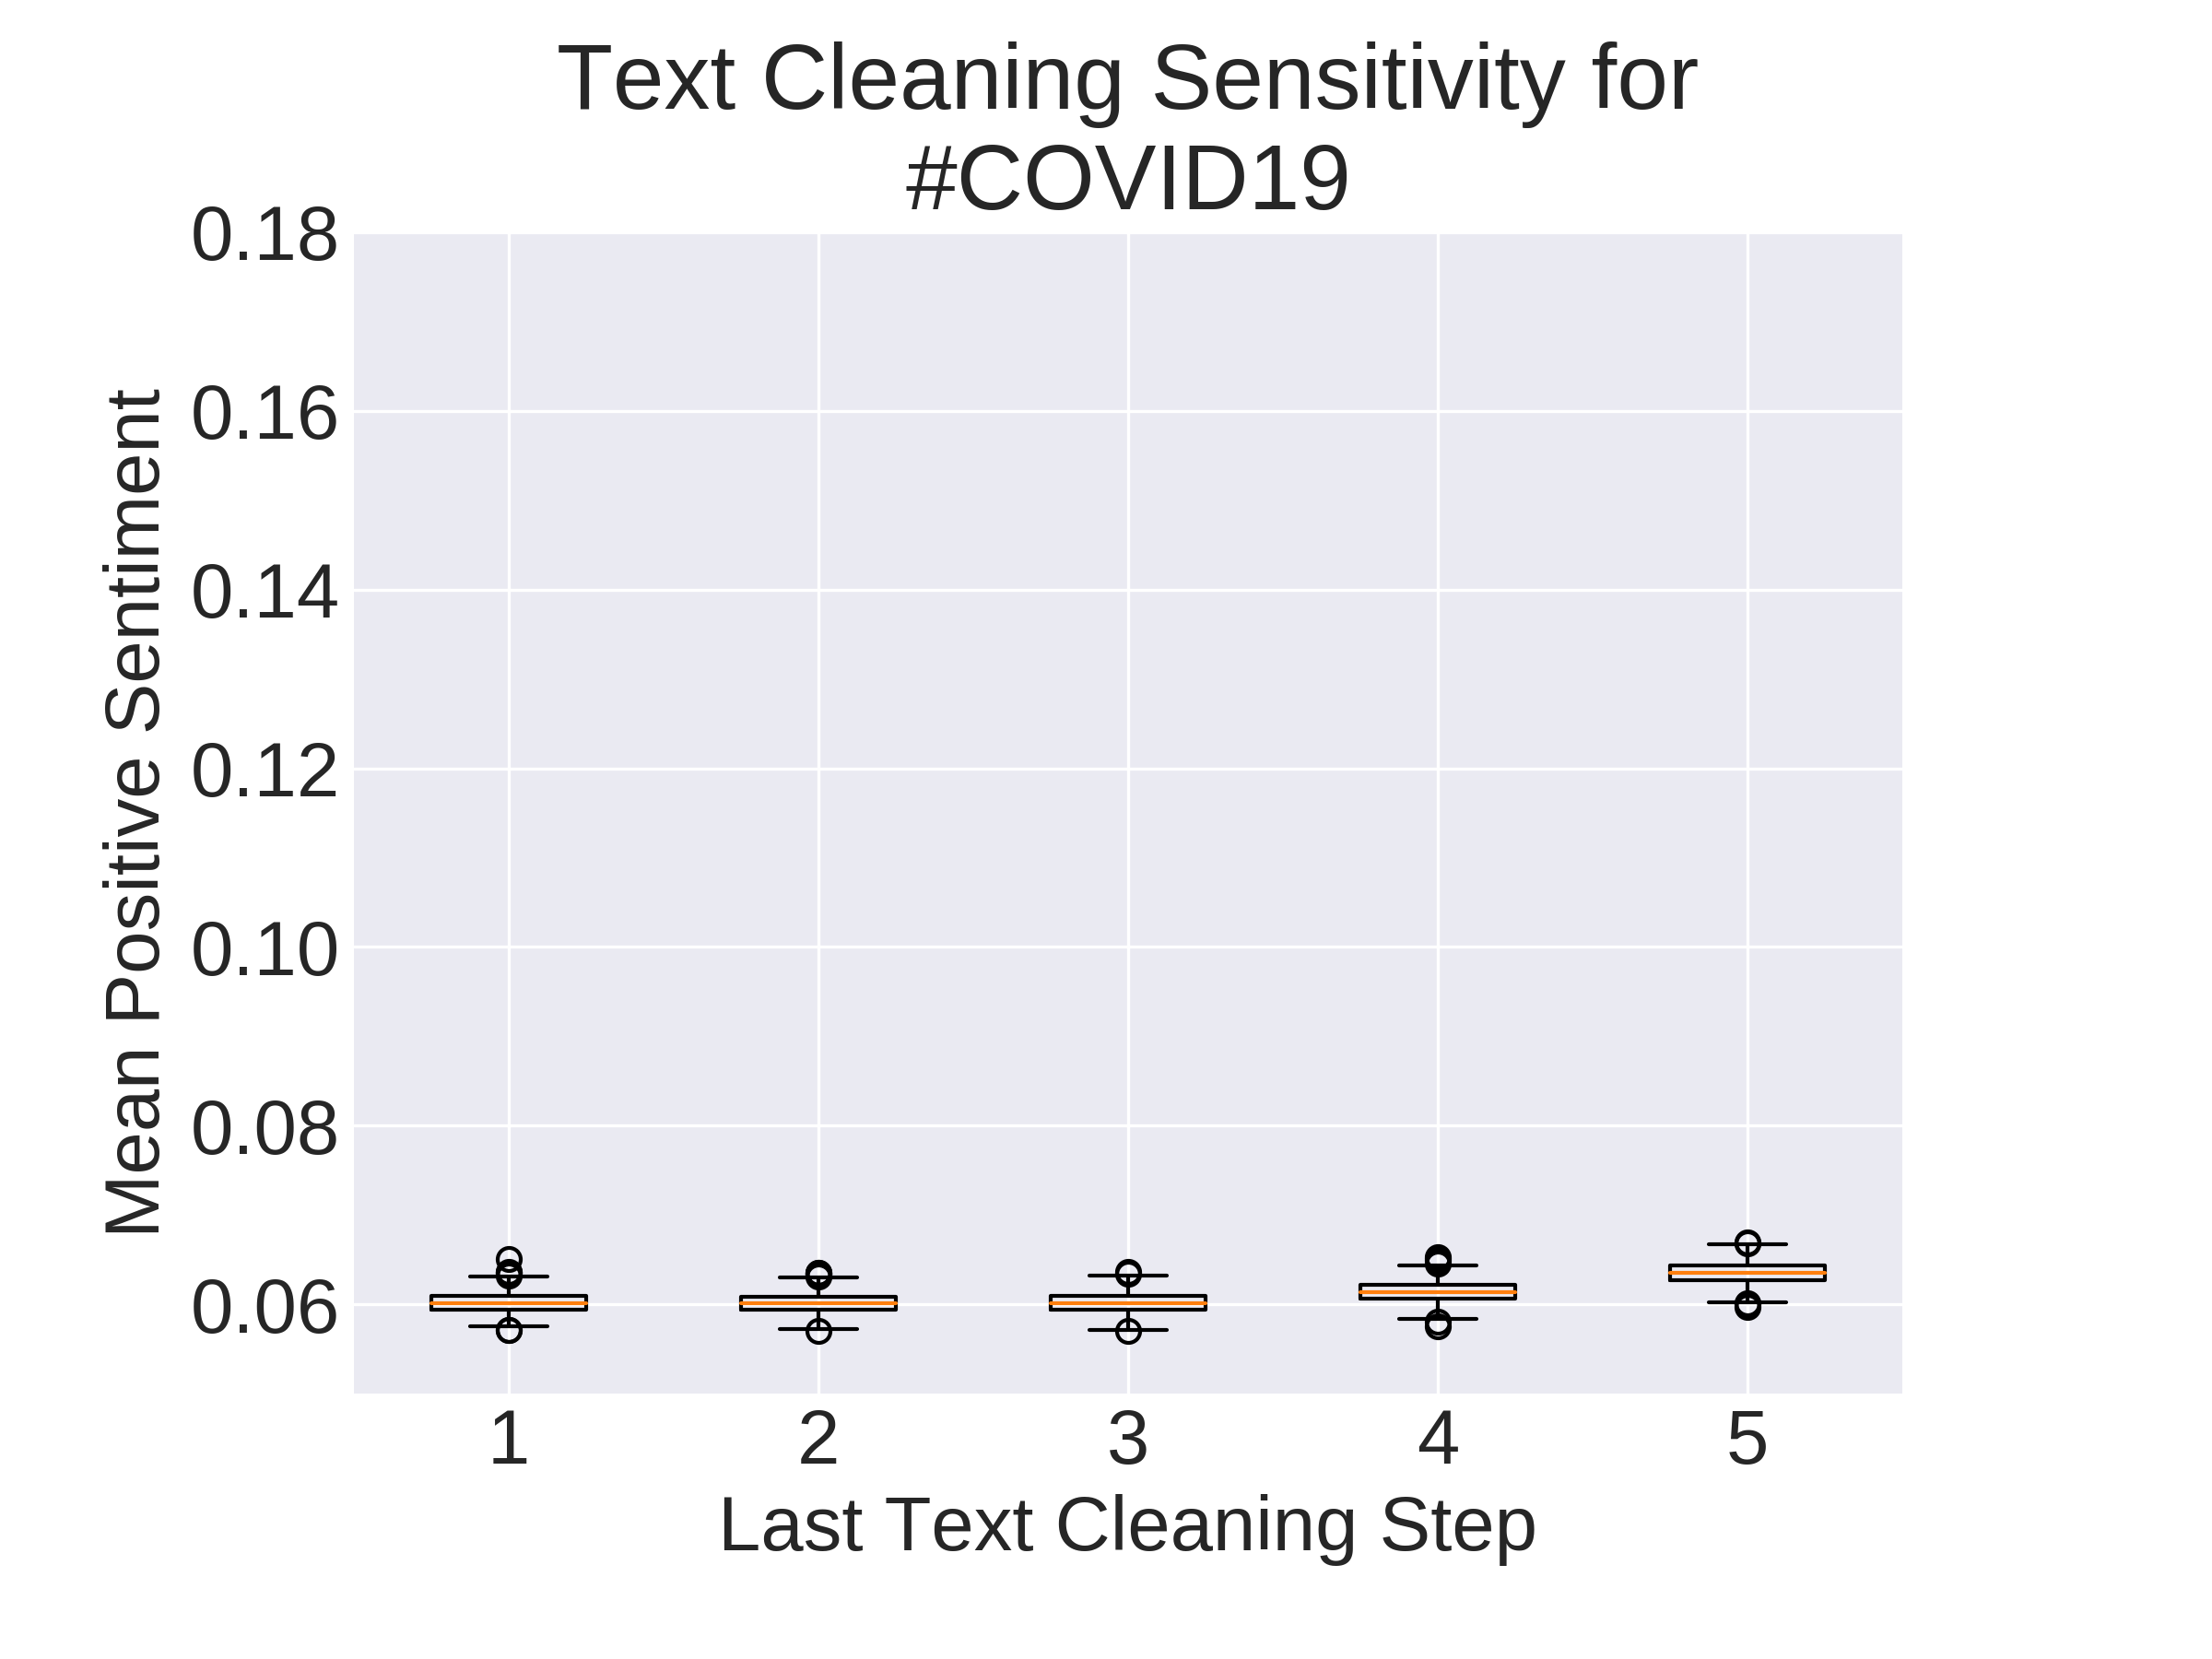 Text Cleaning Sensitivity for
#COVID19
Mean Positive Sentiment
0.18
0.16
0.14
0.12
0.10
0.08
0.06
1 2 3 4 5
Last Text Cleaning Step